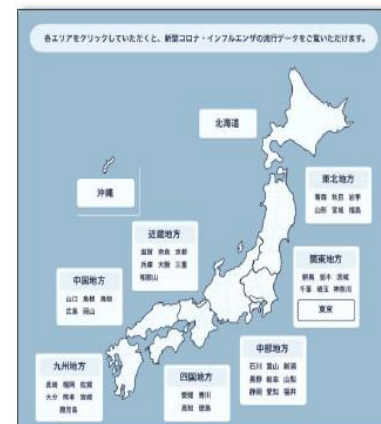 各エリアをクリックしていただくと、新型コロナ・インフルエンザの流行データをご覧いただけます。
北海道
東北地方
青森 秋田 岩手
山形 宮城 福島
沖縄
近畿地方
滋賀 奈良 京都
兵庫 大阪 三重
和歌山
関東地方
群馬 栃木 茨城
千葉 埼玉 神奈川
東京
中国地方
山口 島根 鳥取
広島 岡山
中部地方
石川 富山 新潟
長野 岐阜 山梨
静岡 愛知 福井
九州地方
長崎 福岡 佐賀
大分 熊本 宮崎
鹿児島
四国地方
愛媛 香川
高知 徳島